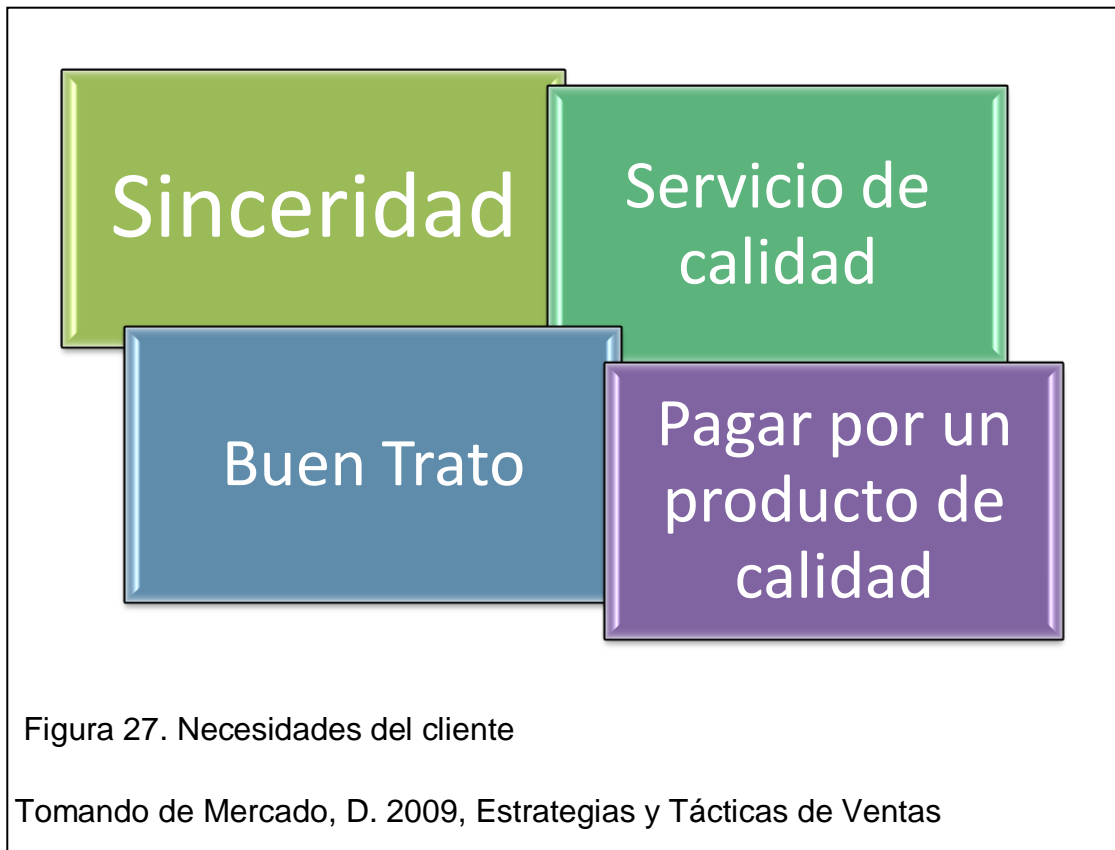 Sinceridad
Servicio de
calidad
Buen Trato
Pagar por un
producto de
calidad
Figura 27. Necesidades del cliente
Tomando de Mercado, D. 2009, Estrategias y Tácticas de Ventas